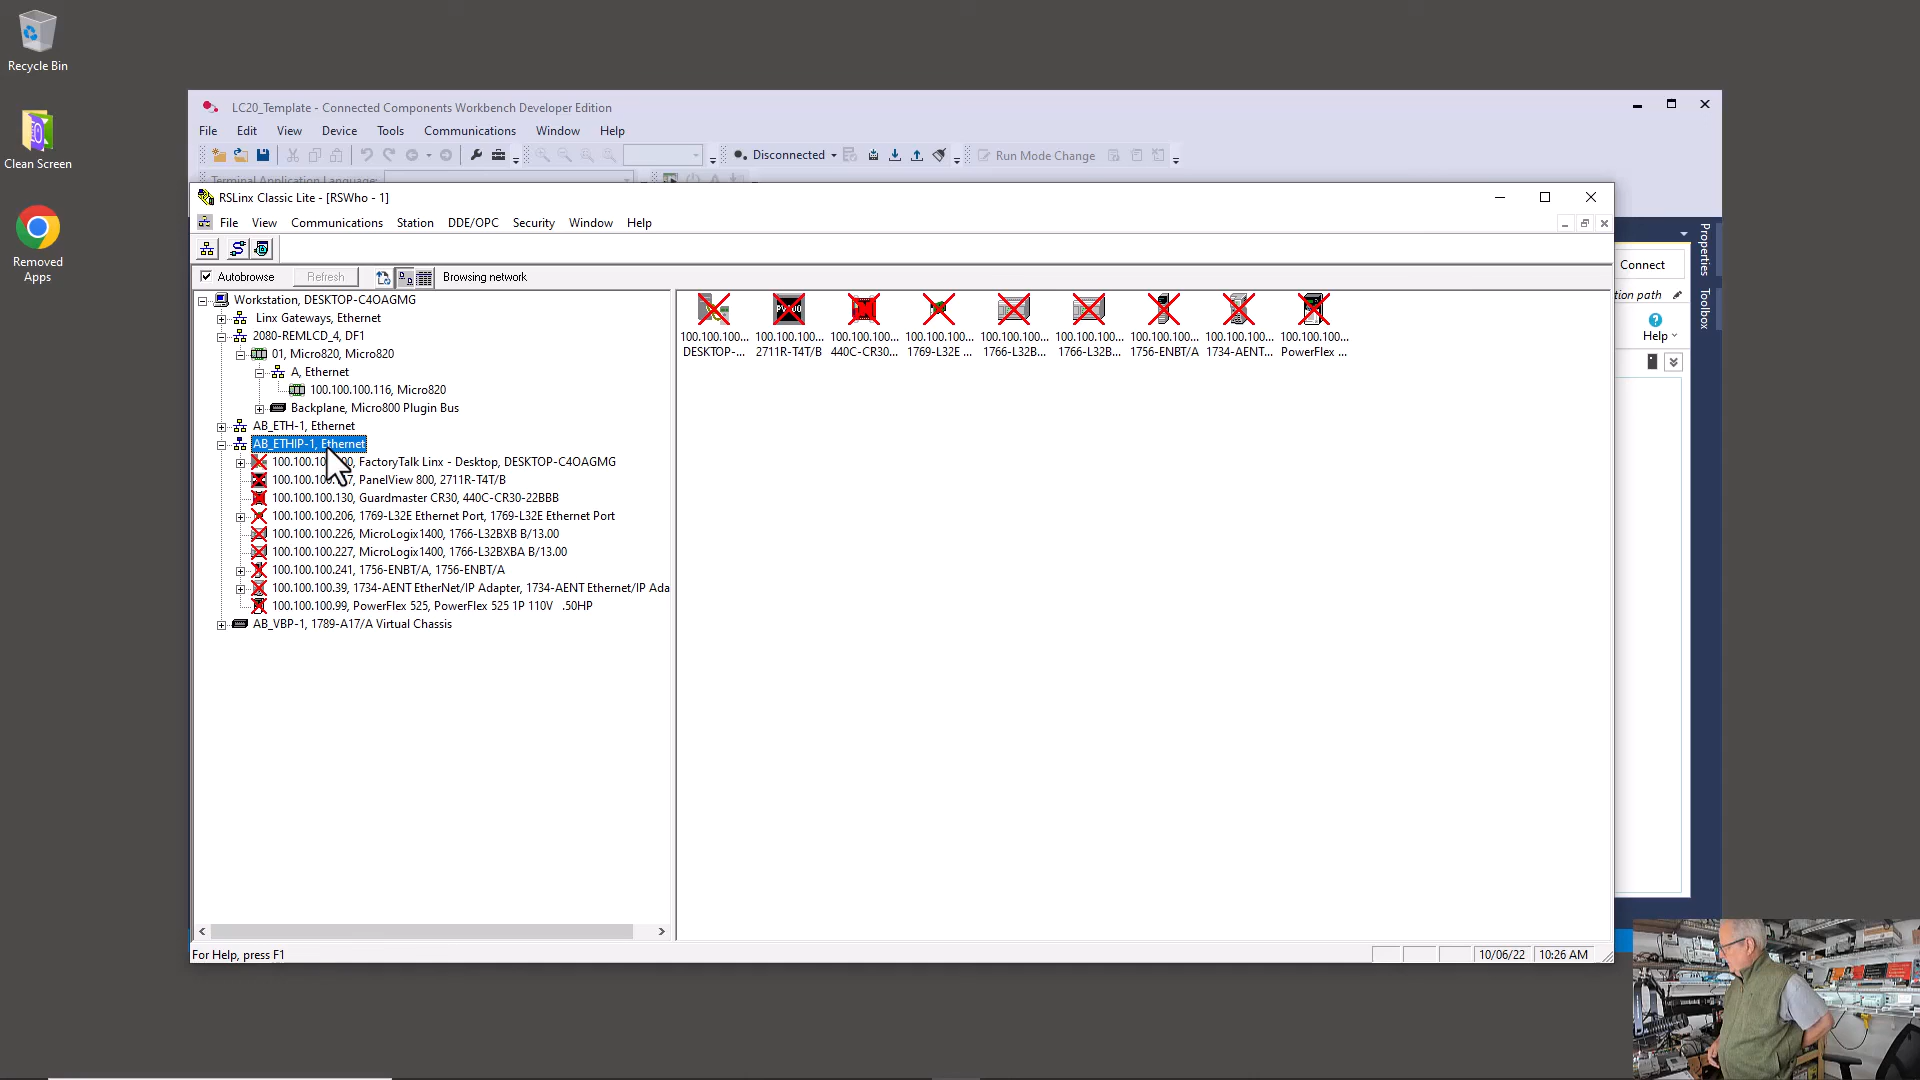 Recycle Bin
Clean Screen
Removed
Apps
LC20_Template - Connected Components Workbench Developer Edition
File Edit View Device Tools Communications Window Help
Disconnected Run Mode Change
Terminal Application Language:
RSLinx Classic Lite - [RSWho - 1]
File View Communications Station DDE/OPC Security Window Help
Autobrowse Refresh Browsing network
Workstation, DESKTOP-C4OAGMG
Linx Gateways, Ethernet
2080-REMLCD_4, DF1
01, Micro820, Micro820
A, Ethernet
100.100.100.116, Micro820
Backplane, Micro800 Plugin Bus
AB_ETH-1, Ethernet
AB_ETHIP-1, Ethernet
FactoryTalk Linx - Desktop, DESKTOP-C4OAGMG
PanelView 800, 2711R-T4T/B
100.100.100.130, Guardmaster CR30, 440C-CR30-22BBB
100.100.100.206, 1769-L32E Ethernet Port, 1769-L32E Ethernet Port
100.100.100.226, MicroLogix1400, 1766-L32BXB B/13.00
100.100.100.227, MicroLogix1400, 1766-L32BXBA B/13.00
100.100.100.241, 1756-ENBT/A, 1756-ENBT/A
100.100.100.39, 1734-AENT EtherNet/IP Adapter, 1734-AENT Ethernet/IP Ada
100.100.100.99, PowerFlex 525, PowerFlex 525 1P 110V .50HP
AB_VBP-1, 1789-A17/A Virtual Chassis
100.100.100... 100.100.100... 100.100.100... 100.100.100... 100.100.100... 100.100.100... 100.100.100... 100.100.100... 100.100.100...
DESKTOP-... 2711R-T4T/B 440C-CR30... 1769-L32E ... 1766-L32B... 1766-L32B... 1756-ENBT/A 1734-AENT... PowerFlex ...
Connect
tion path
Help
Properties
Toolbox
For Help, press F1
10/06/22 10:26 AM